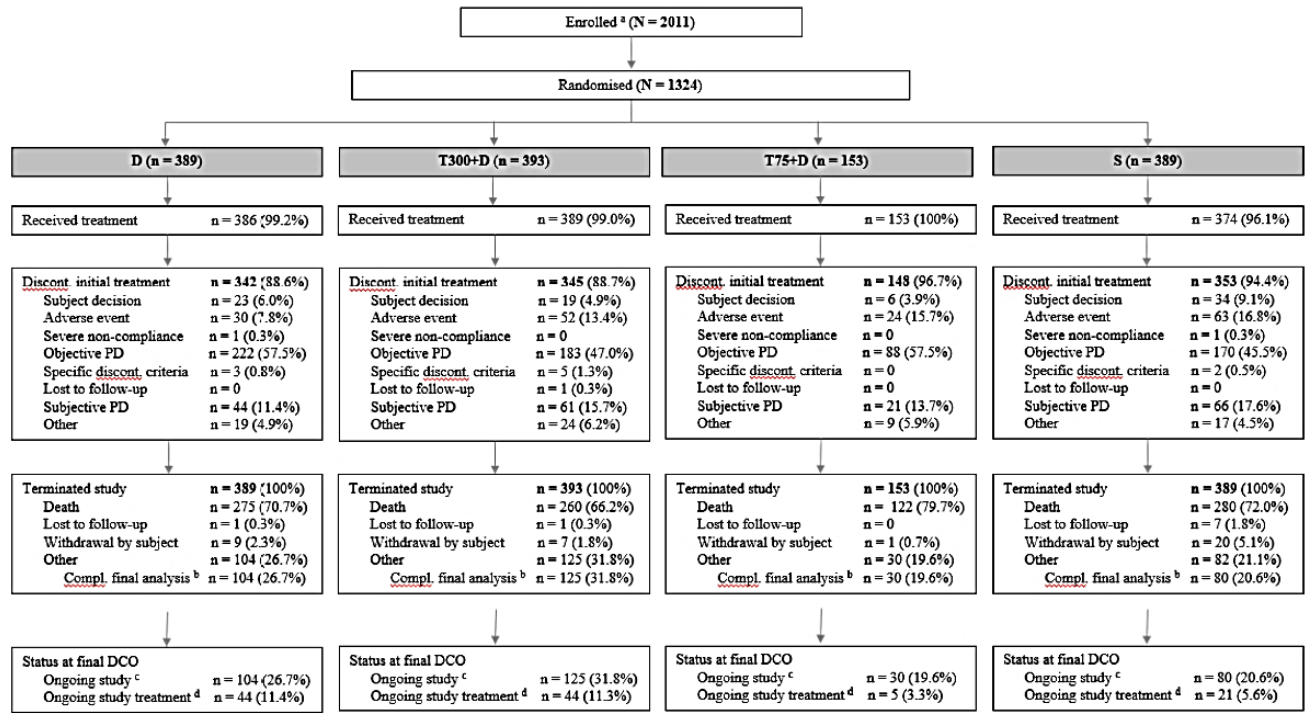 Enrolled a (N = 2011)
Randomised (N = 1324)
D (n = 389)
Received treatment n = 386 (99.2%)
Discont. initial treatment n = 342 (88.6%)
Subject decision n = 23 (6.0%)
Adverse event n = 30 (7.8%)
Severe non-compliance n = 1 (0.3%)
Objective PD n = 222 (57.5%)
Specific discont. criteria n = 3 (0.8%)
Lost to follow-up n = 0
Subjective PD n = 44 (11.4%)
Other n = 19 (4.9%)
Terminated study n = 389 (100%)
Death n = 275 (70.7%)
Lost to follow-up n = 1 (0.3%)
Withdrawal by subject n = 9 (2.3%)
Other n = 104 (26.7%)
Compl. final analysis b n = 104 (26.7%)
Status at final DCO
Ongoing study c n = 104 (26.7%)
Ongoing study treatment d n = 44 (11.4%)
T300+D (n = 393)
Received treatment n = 389 (99.0%)
Discont. initial treatment n = 345 (88.7%)
Subject decision n = 19 (4.9%)
Adverse event n = 52 (13.4%)
Severe non-compliance n = 0
Objective PD n = 183 (47.0%)
Specific discont. criteria n = 5 (1.3%)
Lost to follow-up n = 1 (0.3%)
Subjective PD n = 61 (15.7%)
Other n = 24 (6.2%)
Terminated study n = 393 (100%)
Death n = 260 (66.2%)
Lost to follow-up n = 1 (0.3%)
Withdrawal by subject n = 7 (1.8%)
Other n = 125 (31.8%)
Compl. final analysis b n = 125 (31.8%)
Status at final DCO
Ongoing study c n = 125 (31.8%)
Ongoing study treatment d n = 44 (11.3%)
T75+D (n = 153)
Received treatment n = 153 (100%)
Discont. initial treatment n = 148 (96.7%)
Subject decision n = 6 (3.9%)
Adverse event n = 24 (15.7%)
Severe non-compliance n = 0
Objective PD n = 88 (57.5%)
Specific discont. criteria n = 0
Lost to follow-up n = 0
Subjective PD n = 21 (13.7%)
Other n = 9 (5.9%)
Terminated study n = 153 (100%)
Death n = 122 (79.7%)
Lost to follow-up n = 0
Withdrawal by subject n = 1 (0.7%)
Other n = 30 (19.6%)
Compl. final analysis b n = 30 (19.6%)
Status at final DCO
Ongoing study c n = 30 (19.6%)
Ongoing study treatment d n = 5 (3.3%)
S (n = 389)
Received treatment n = 374 (96.1%)
Discont. initial treatment n = 353 (94.4%)
Subject decision n = 34 (9.1%)
Adverse event n = 63 (16.8%)
Severe non-compliance n = 1 (0.3%)
Objective PD n = 170 (45.5%)
Specific discont. criteria n = 2 (0.5%)
Lost to follow-up n = 0
Subjective PD n = 66 (17.6%)
Other n = 17 (4.5%)
Terminated study n = 389 (100%)
Death n = 280 (72.0%)
Lost to follow-up n = 7 (1.8%)
Withdrawal by subject n = 20 (5.1%)
Other n = 82 (21.1%)
Compl. final analysis b n = 80 (20.6%)
Status at final DCO
Ongoing study c n = 80 (20.6%)
Ongoing study treatment d n = 21 (5.6%)